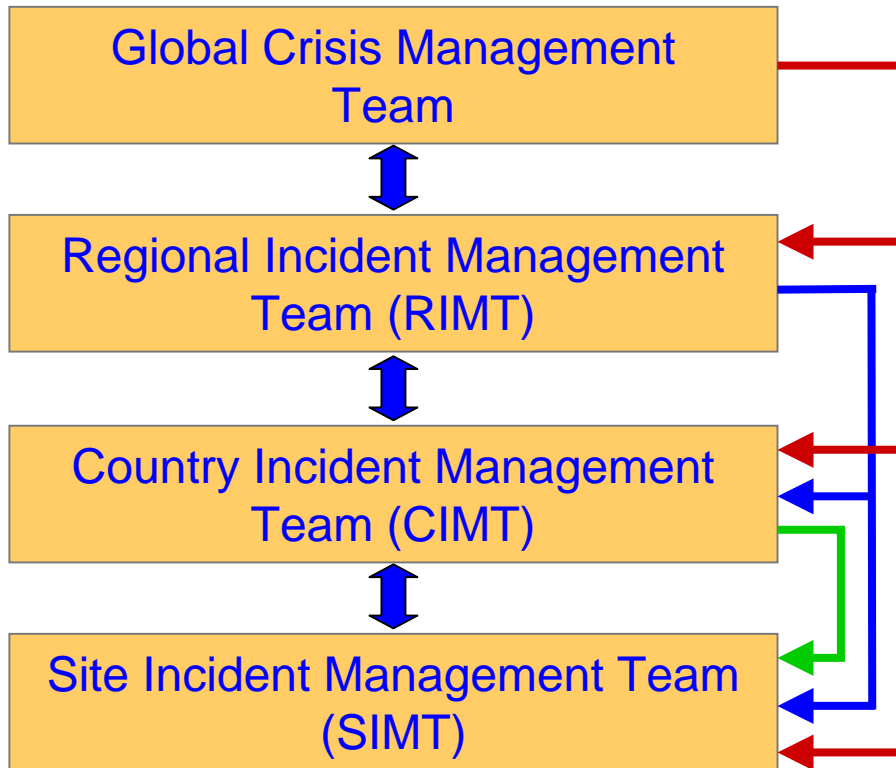 Global Crisis Management
Team
Regional Incident Management
Team (RIMT)
Country Incident Management
Team (CIMT)
Site Incident Management Team
(SIMT)